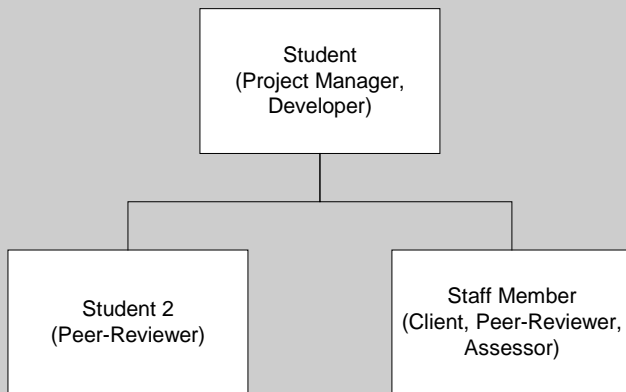 Student
(Project Manager,
Developer)
Student 2
(Peer-Reviewer)
Staff Member
(Client, Peer-Reviewer,
Assessor)